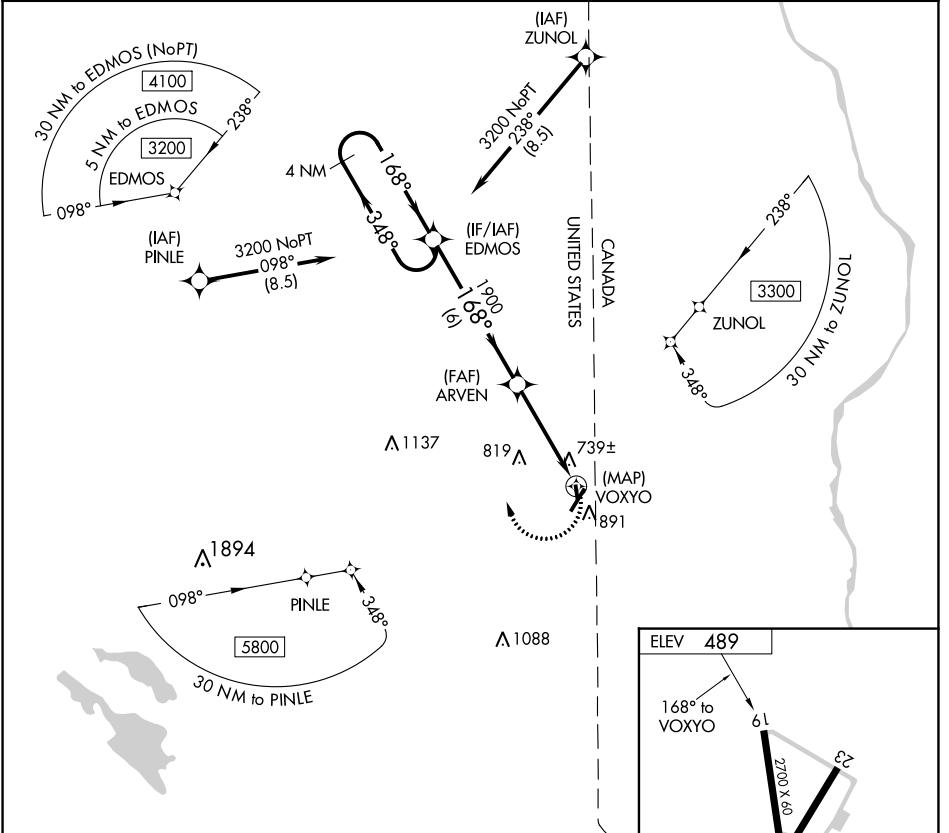 (IAF)
ZUNOL
30 NM to EDMOS (NoPT)
4100
5 NM to EDMOS
3200
238°
EDMOS
098°
3200 NoPT
238°
(8.5)
4 NM
168°
348°
(IF/IAF)
EDMOS
(IAF)
PINLE
3200 NoPT
098°
(8.5)
1900
168°
(6)
UNITED STATES
CANADA
238°
3300
ZUNOL
30 NM to ZUNOL
348°
(FAF)
ARVEN
1137
819
739±
(MAP)
VOXYO
891
1894
098°
PINLE
348°
5800
30 NM to PINLE
1088
ELEV 489
168° to
VOXYO
19
23
2700 X 60